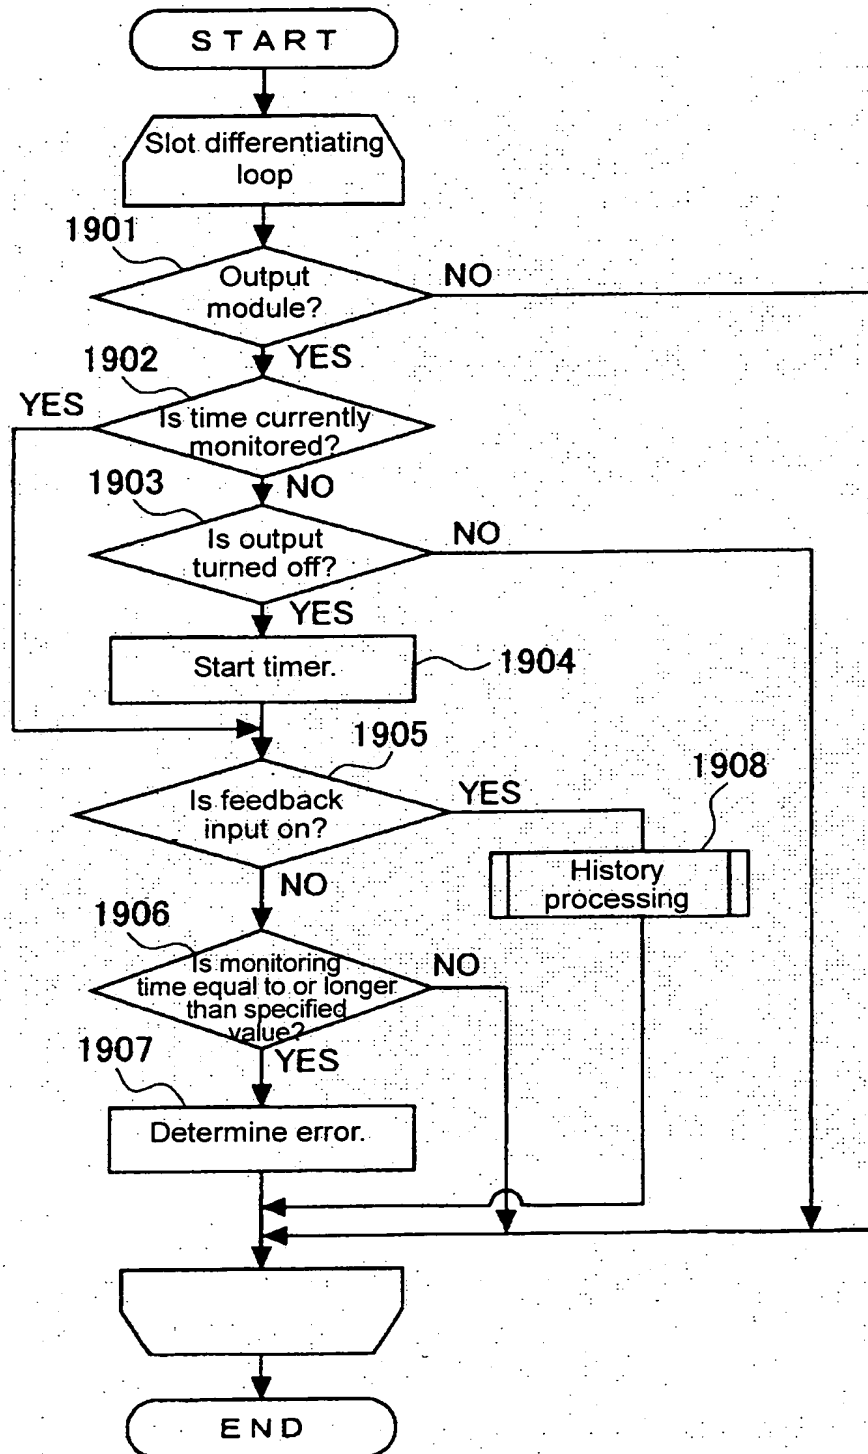 START
Slot differentiating
loop
1901
Output
module?
NO
YES
1902
YES
Is time currently
monitored?
NO
1903
Is output
turned off?
NO
YES
Start timer.
1904
1905
Is feedback
input on?
YES
1908
History
processing
NO
1906
Is monitoring
time equal to or longer
than specified
value?
NO
YES
1907
Determine error.
END